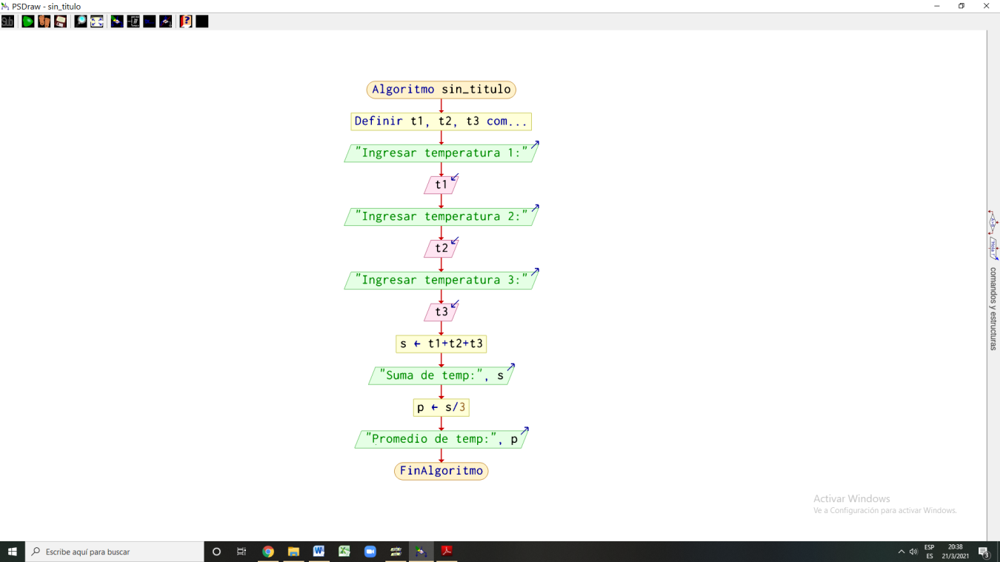 PSDraw - sin_titulo
Sub
Algoritmo sin_titulo
Definir t1, t2, t3 com...
"Ingresar temperatura 1:"
t1
"Ingresar temperatura 2:"
t2
"Ingresar temperatura 3:"
t3
s ← t1+t2+t3
"Suma de temp:", s
p ← s/3
"Promedio de temp:", p
FinAlgoritmo
comandos y estructuras
Activar Windows
Ve a Configuración para activar Windows.
Escribe aquí para buscar
ESP
ES
20:38
21/3/2021
3